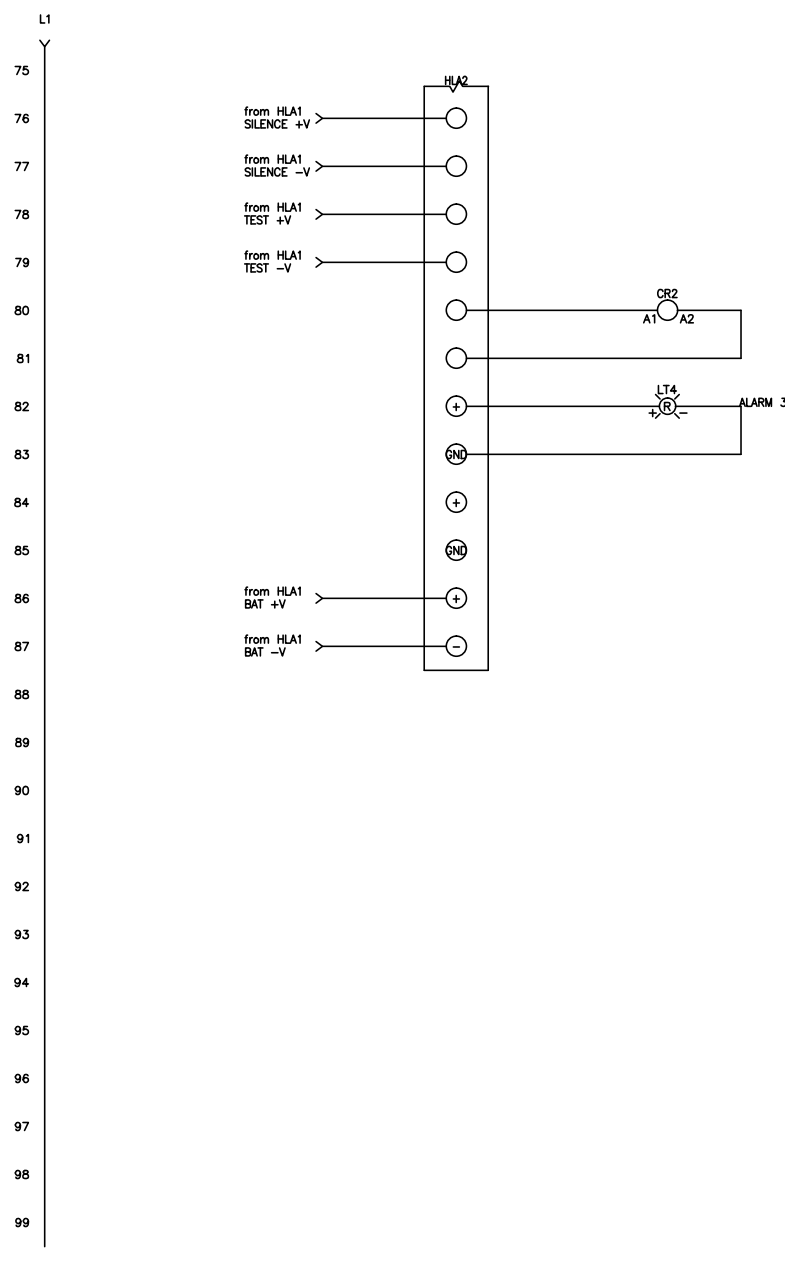 L1
75
HLA2
76
from HLA1
SILENCE +V
77
from HLA1
SILENCE −V
78
from HLA1
TEST +V
79
from HLA1
TEST −V
80
CR2
A1 A2
81
82
+
LT4
+ R −
ALARM 3
83
GND
84
+
85
GND
86
from HLA1
BAT +V
+
87
from HLA1
BAT −V
−
88
89
90
91
92
93
94
95
96
97
98
99